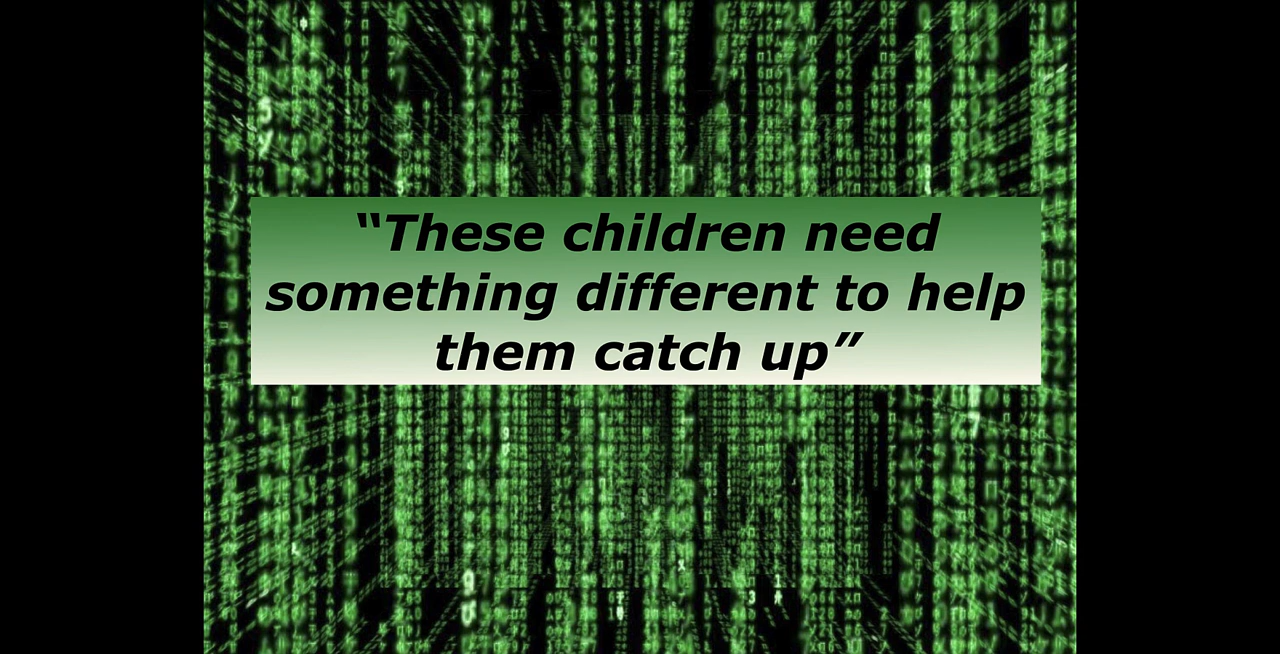 “These children need
something different to help
them catch up”